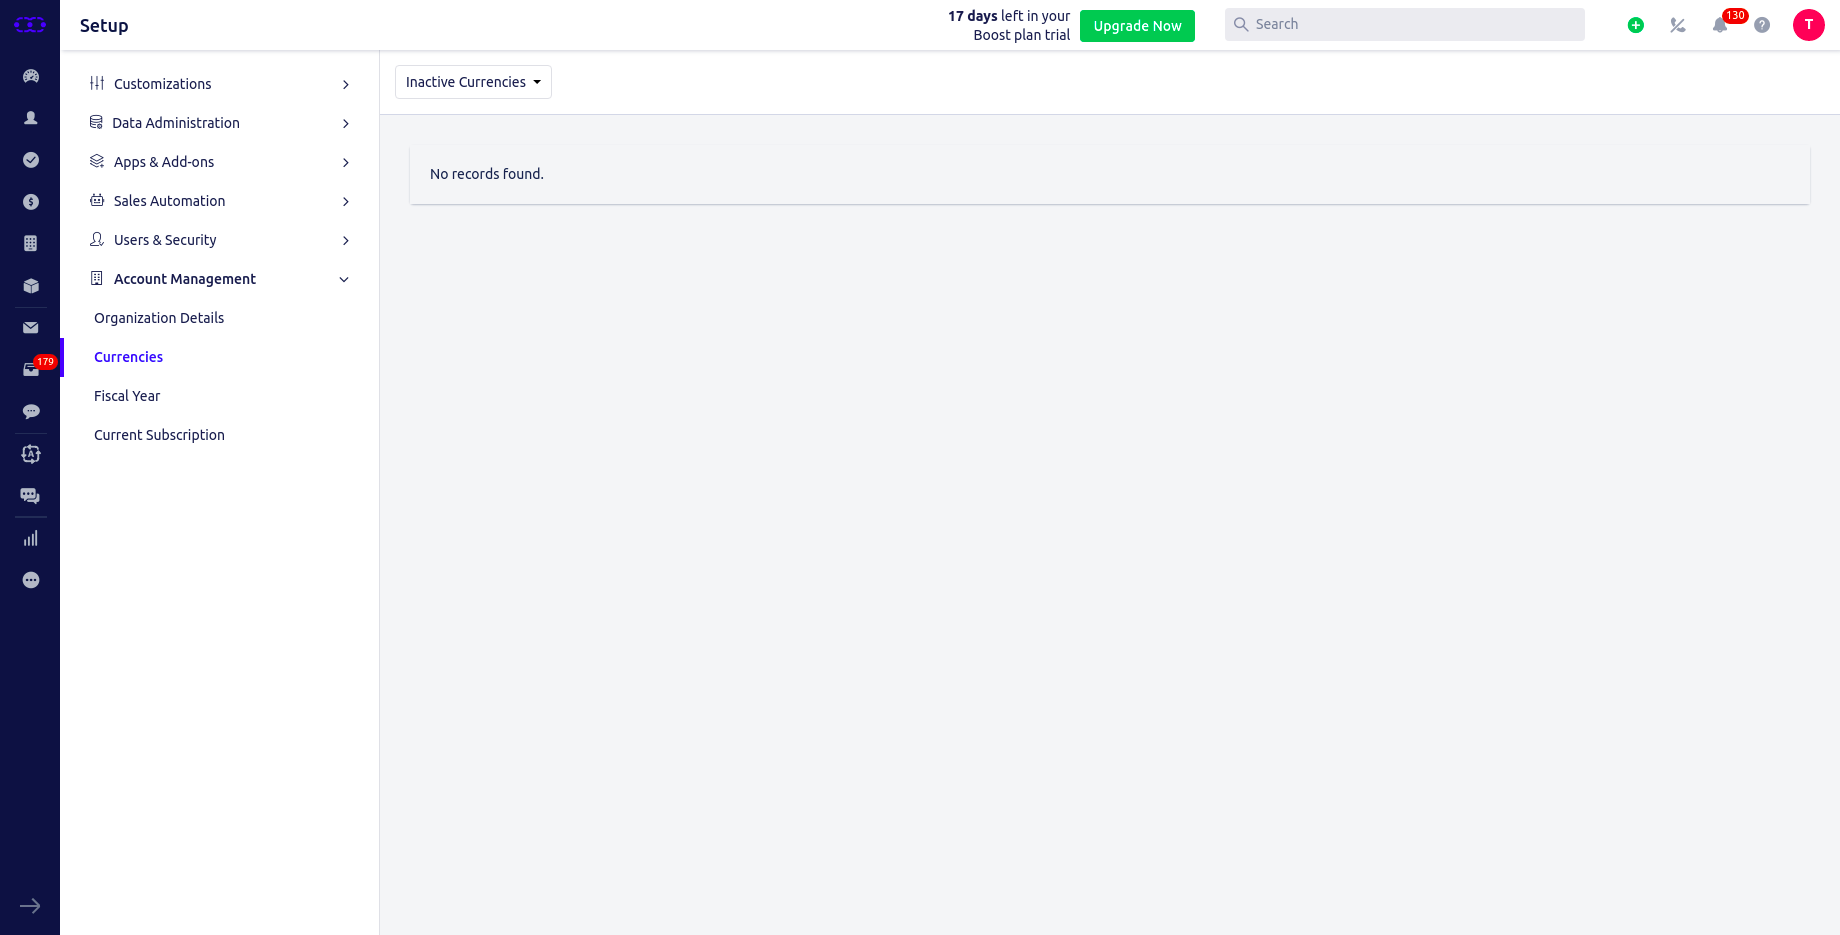 Setup
17 days left in your
Boost plan trial
Upgrade Now
Search
130
T
179
Customizations
Data Administration
Apps & Add-ons
Sales Automation
Users & Security
Account Management
Organization Details
Currencies
Fiscal Year
Current Subscription
Inactive Currencies
No records found.